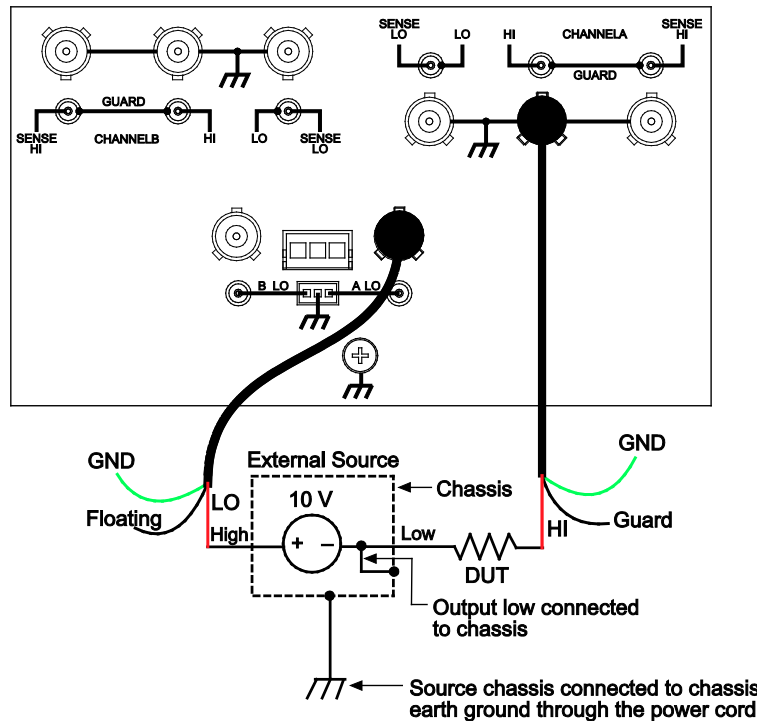 SENSE
LO
LO
HI
CHANNELA
SENSE
HI
GUARD
GUARD
SENSE
HI
CHANNELB
HI
LO
SENSE
LO
B LO
A LO
GND
GND
External Source
Chassis
10 V
LO
Floating
High
+
–
Low
HI
Guard
DUT
Output low connected
to chassis
Source chassis connected to chassis
earth ground through the power cord